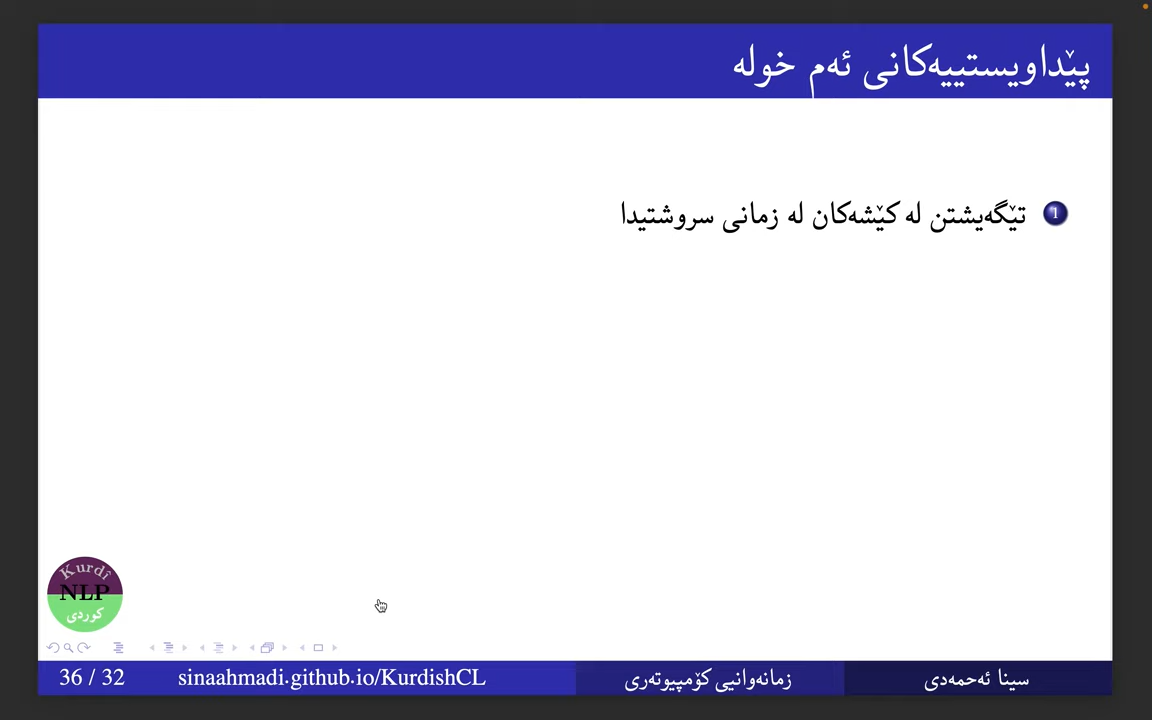 پێداویستییەکانی ئەم خولە
1 تێگەیشتن لە کێشەکان لە زمانی سروشتیدا
Kurdî
NLP
کوردی
سینا ئەحمەدی
زمانەوانیی کۆمپیوتەری
sinaahmadi.github.io/KurdishCL
36 / 32